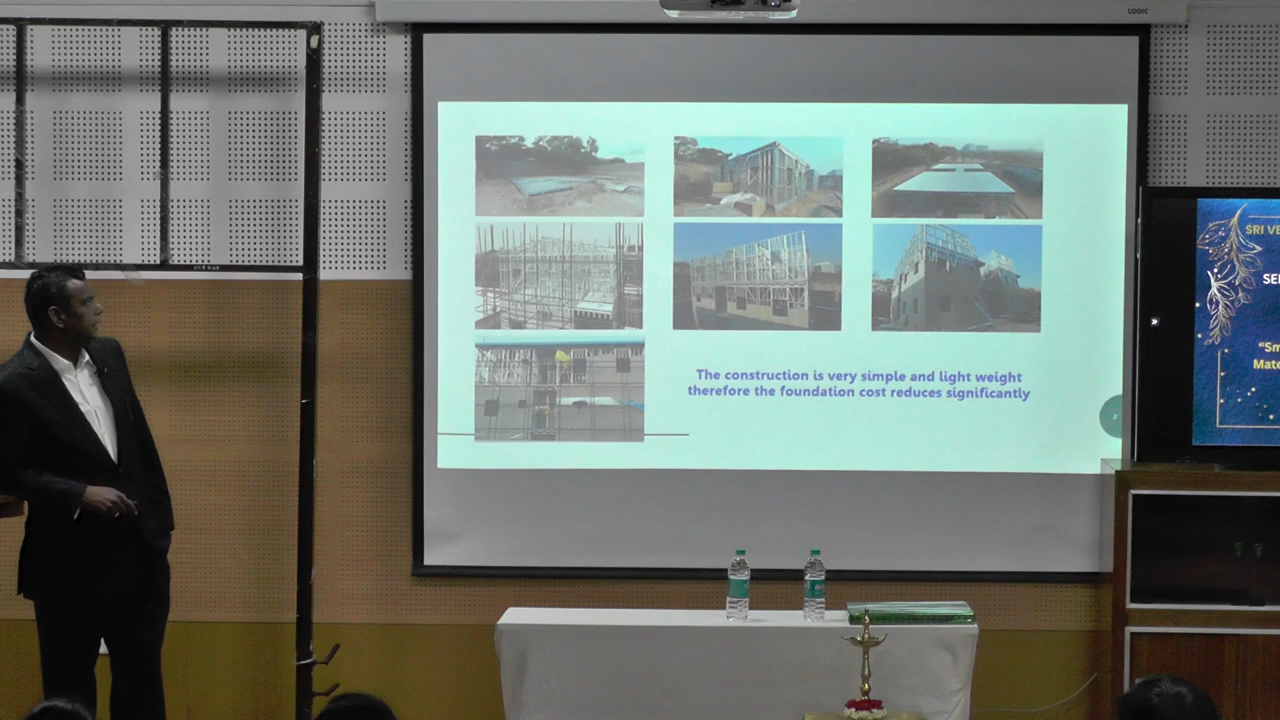 LOGIC
The construction is very simple and light weight
therefore the foundation cost reduces significantly
SRI VE
SE
"Sm
Mate